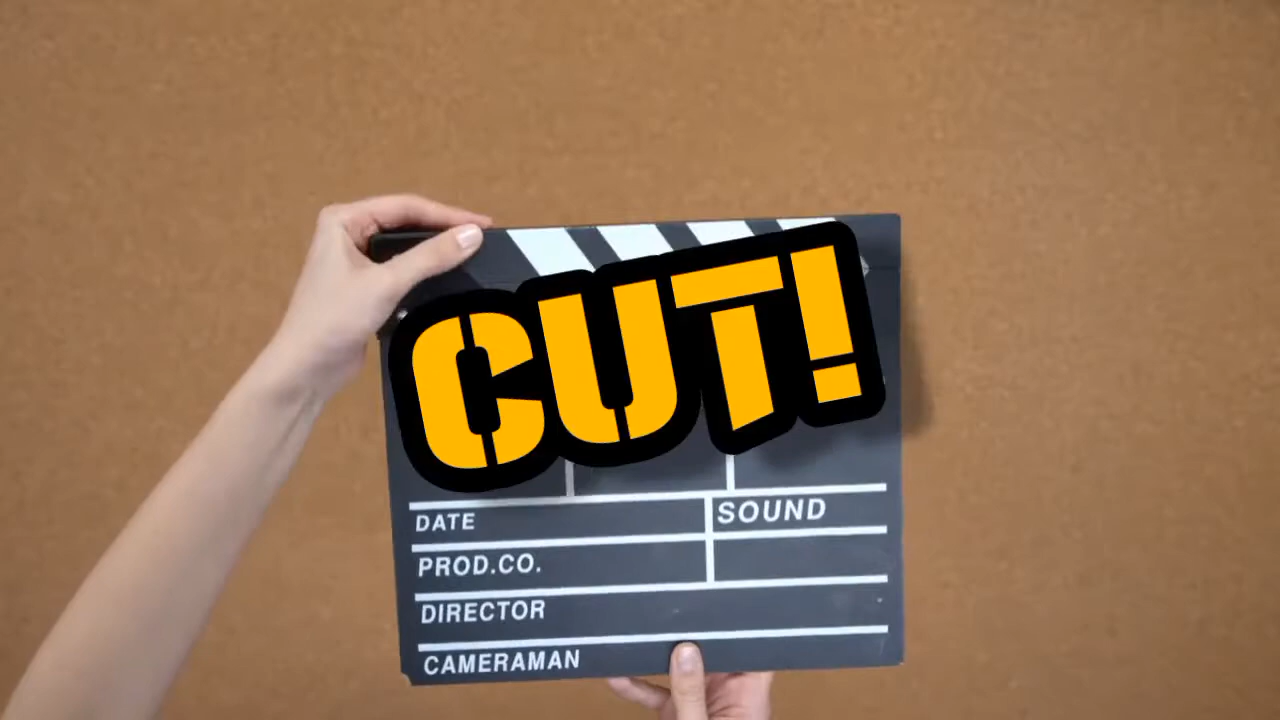 CUT!
DATE
SOUND
PROD.CO.
DIRECTOR
CAMERAMAN